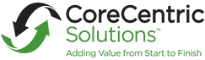 CoreCentric
Solutions™
Adding Value from Start to Finish